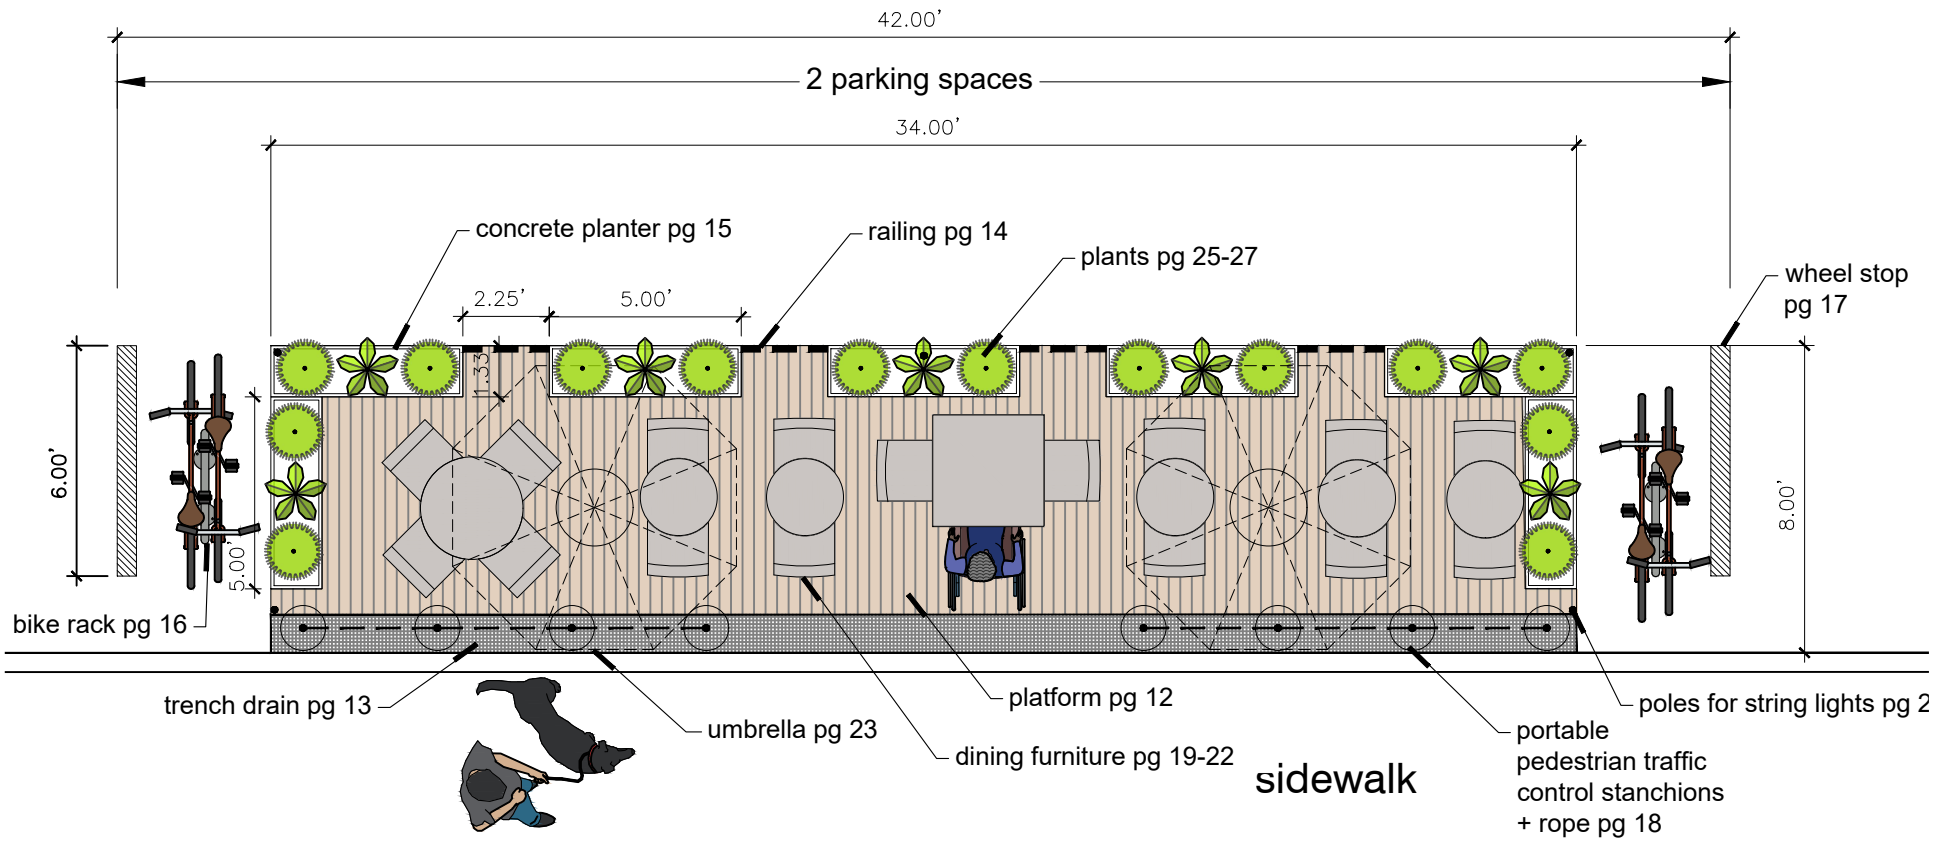 42.00'
2 parking spaces
34.00'
concrete planter pg 15
railing pg 14
plants pg 25-27
wheel stop
pg 17
2.25'
5.00'
1.33'
6.00'
5.00'
8.00'
bike rack pg 16
trench drain pg 13
umbrella pg 23
platform pg 12
dining furniture pg 19-22
poles for string lights pg 2
portable
pedestrian traffic
control stanchions
+ rope pg 18
sidewalk